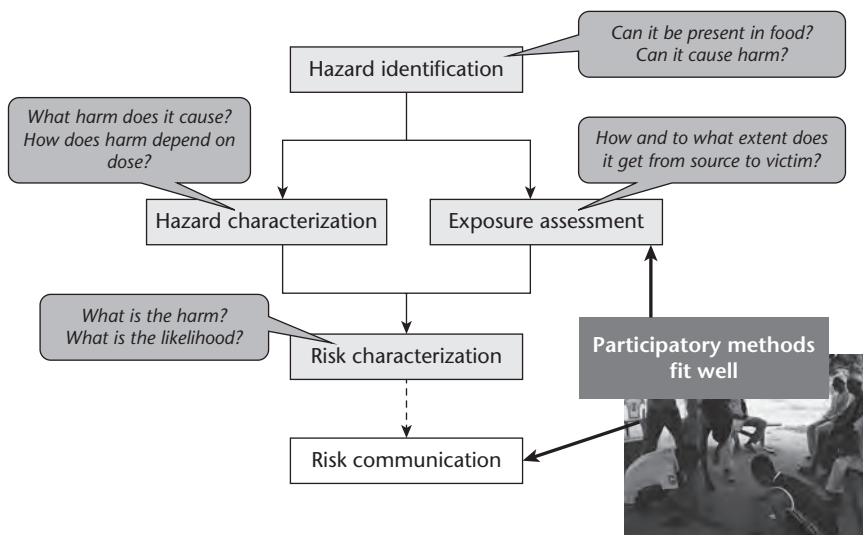 Can it be present in food?
Can it cause harm?
Hazard identification
What harm does it cause?
How does harm depend on
dose?
How and to what extent does
it get from source to victim?
Hazard characterization
Exposure assessment
What is the harm?
What is the likelihood?
Risk characterization
Participatory methods
fit well
Risk communication